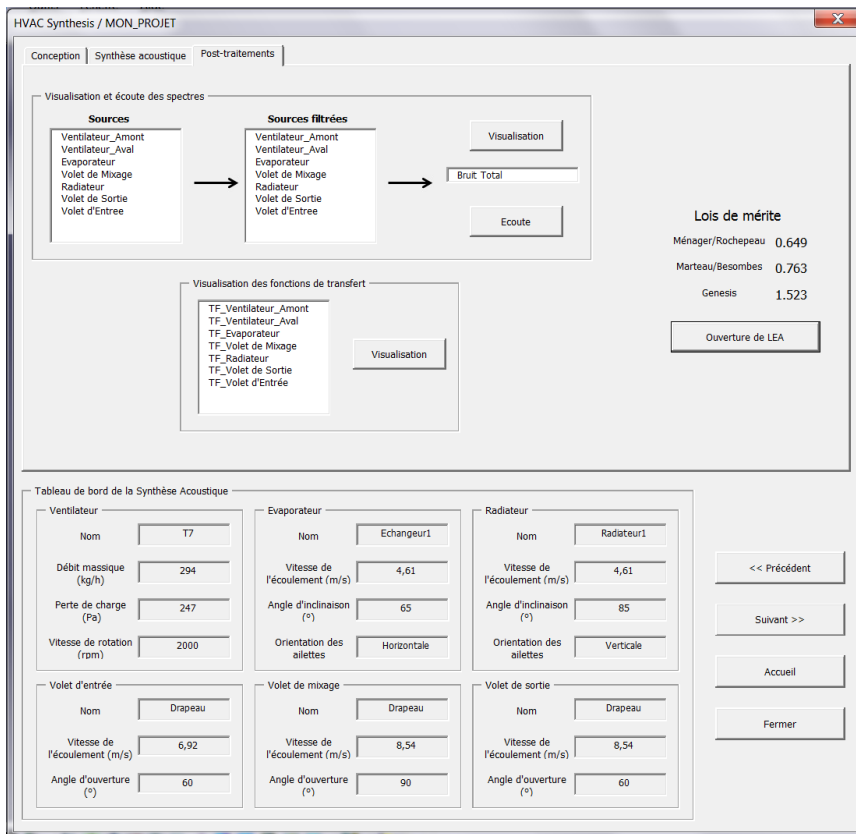 HVAC Synthesis / MON_PROJET
Conception
Synthèse acoustique
Post-traitements
Visualisation et écoute des spectres
Sources
Ventilateur_Amont
Ventilateur_Aval
Evaporateur
Volet de Mixage
Radiateur
Volet de Sortie
Volet d'Entree
Sources filtrées
Ventilateur_Amont
Ventilateur_Aval
Evaporateur
Volet de Mixage
Radiateur
Volet de Sortie
Volet d'Entree
Visualisation
Bruit Total
Ecoute
Lois de mérite
Ménager/Rochepeau 0.649
Marteau/Besombes 0.763
Genesis 1.523
Ouverture de LEA
Visualisation des fonctions de transfert
TF_Ventilateur_Amont
TF_Ventilateur_Aval
TF_Evaporateur
TF_Volet de Mixage
TF_Radiateur
TF_Volet de Sortie
TF_Volet d'Entrée
Visualisation
Tableau de bord de la Synthèse Acoustique
Ventilateur
Nom T7
Débit massique
(kg/h) 294
Perte de charge
(Pa) 247
Vitesse de rotation
(rpm) 2000
Evaporateur
Nom Echangeur1
Vitesse de
l'écoulement (m/s) 4,61
Angle d'inclinaison
(°) 65
Orientation des
ailettes Horizontale
Radiateur
Nom Radiateur1
Vitesse de
l'écoulement (m/s) 4,61
Angle d'inclinaison
(°) 85
Orientation des
ailettes Verticale
Volet d'entrée
Nom Drapeau
Vitesse de
l'écoulement (m/s) 6,92
Angle d'ouverture
(°) 60
Volet de mixage
Nom Drapeau
Vitesse de
l'écoulement (m/s) 8,54
Angle d'ouverture
(°) 90
Volet de sortie
Nom Drapeau
Vitesse de
l'écoulement (m/s) 8,54
Angle d'ouverture
(°) 60
<< Précédent
Suivant >>
Accueil
Fermer